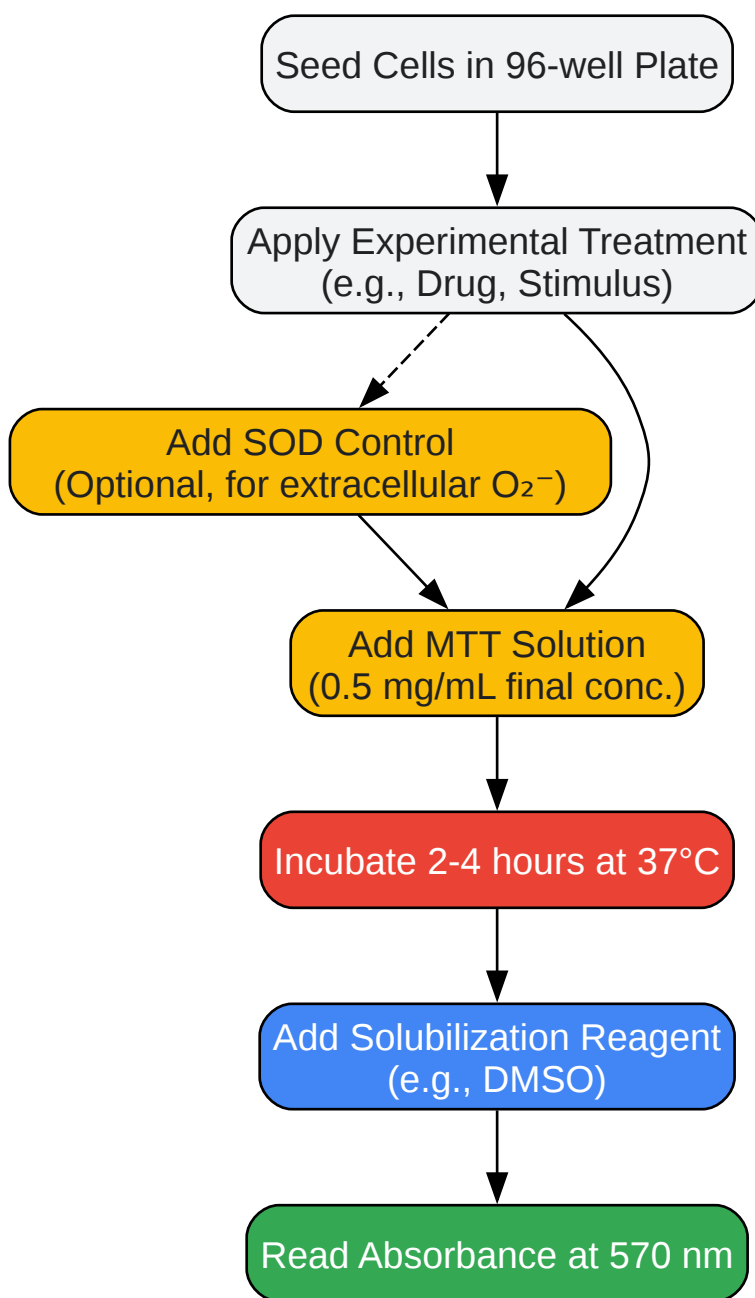 Seed Cells in 96-well Plate
Apply Experimental Treatment
(e.g., Drug, Stimulus)
Add SOD Control
(Optional, for extracellular O₂⁻)
Add MTT Solution
(0.5 mg/mL final conc.)
Incubate 2-4 hours at 37°C
Add Solubilization Reagent
(e.g., DMSO)
Read Absorbance at 570 nm